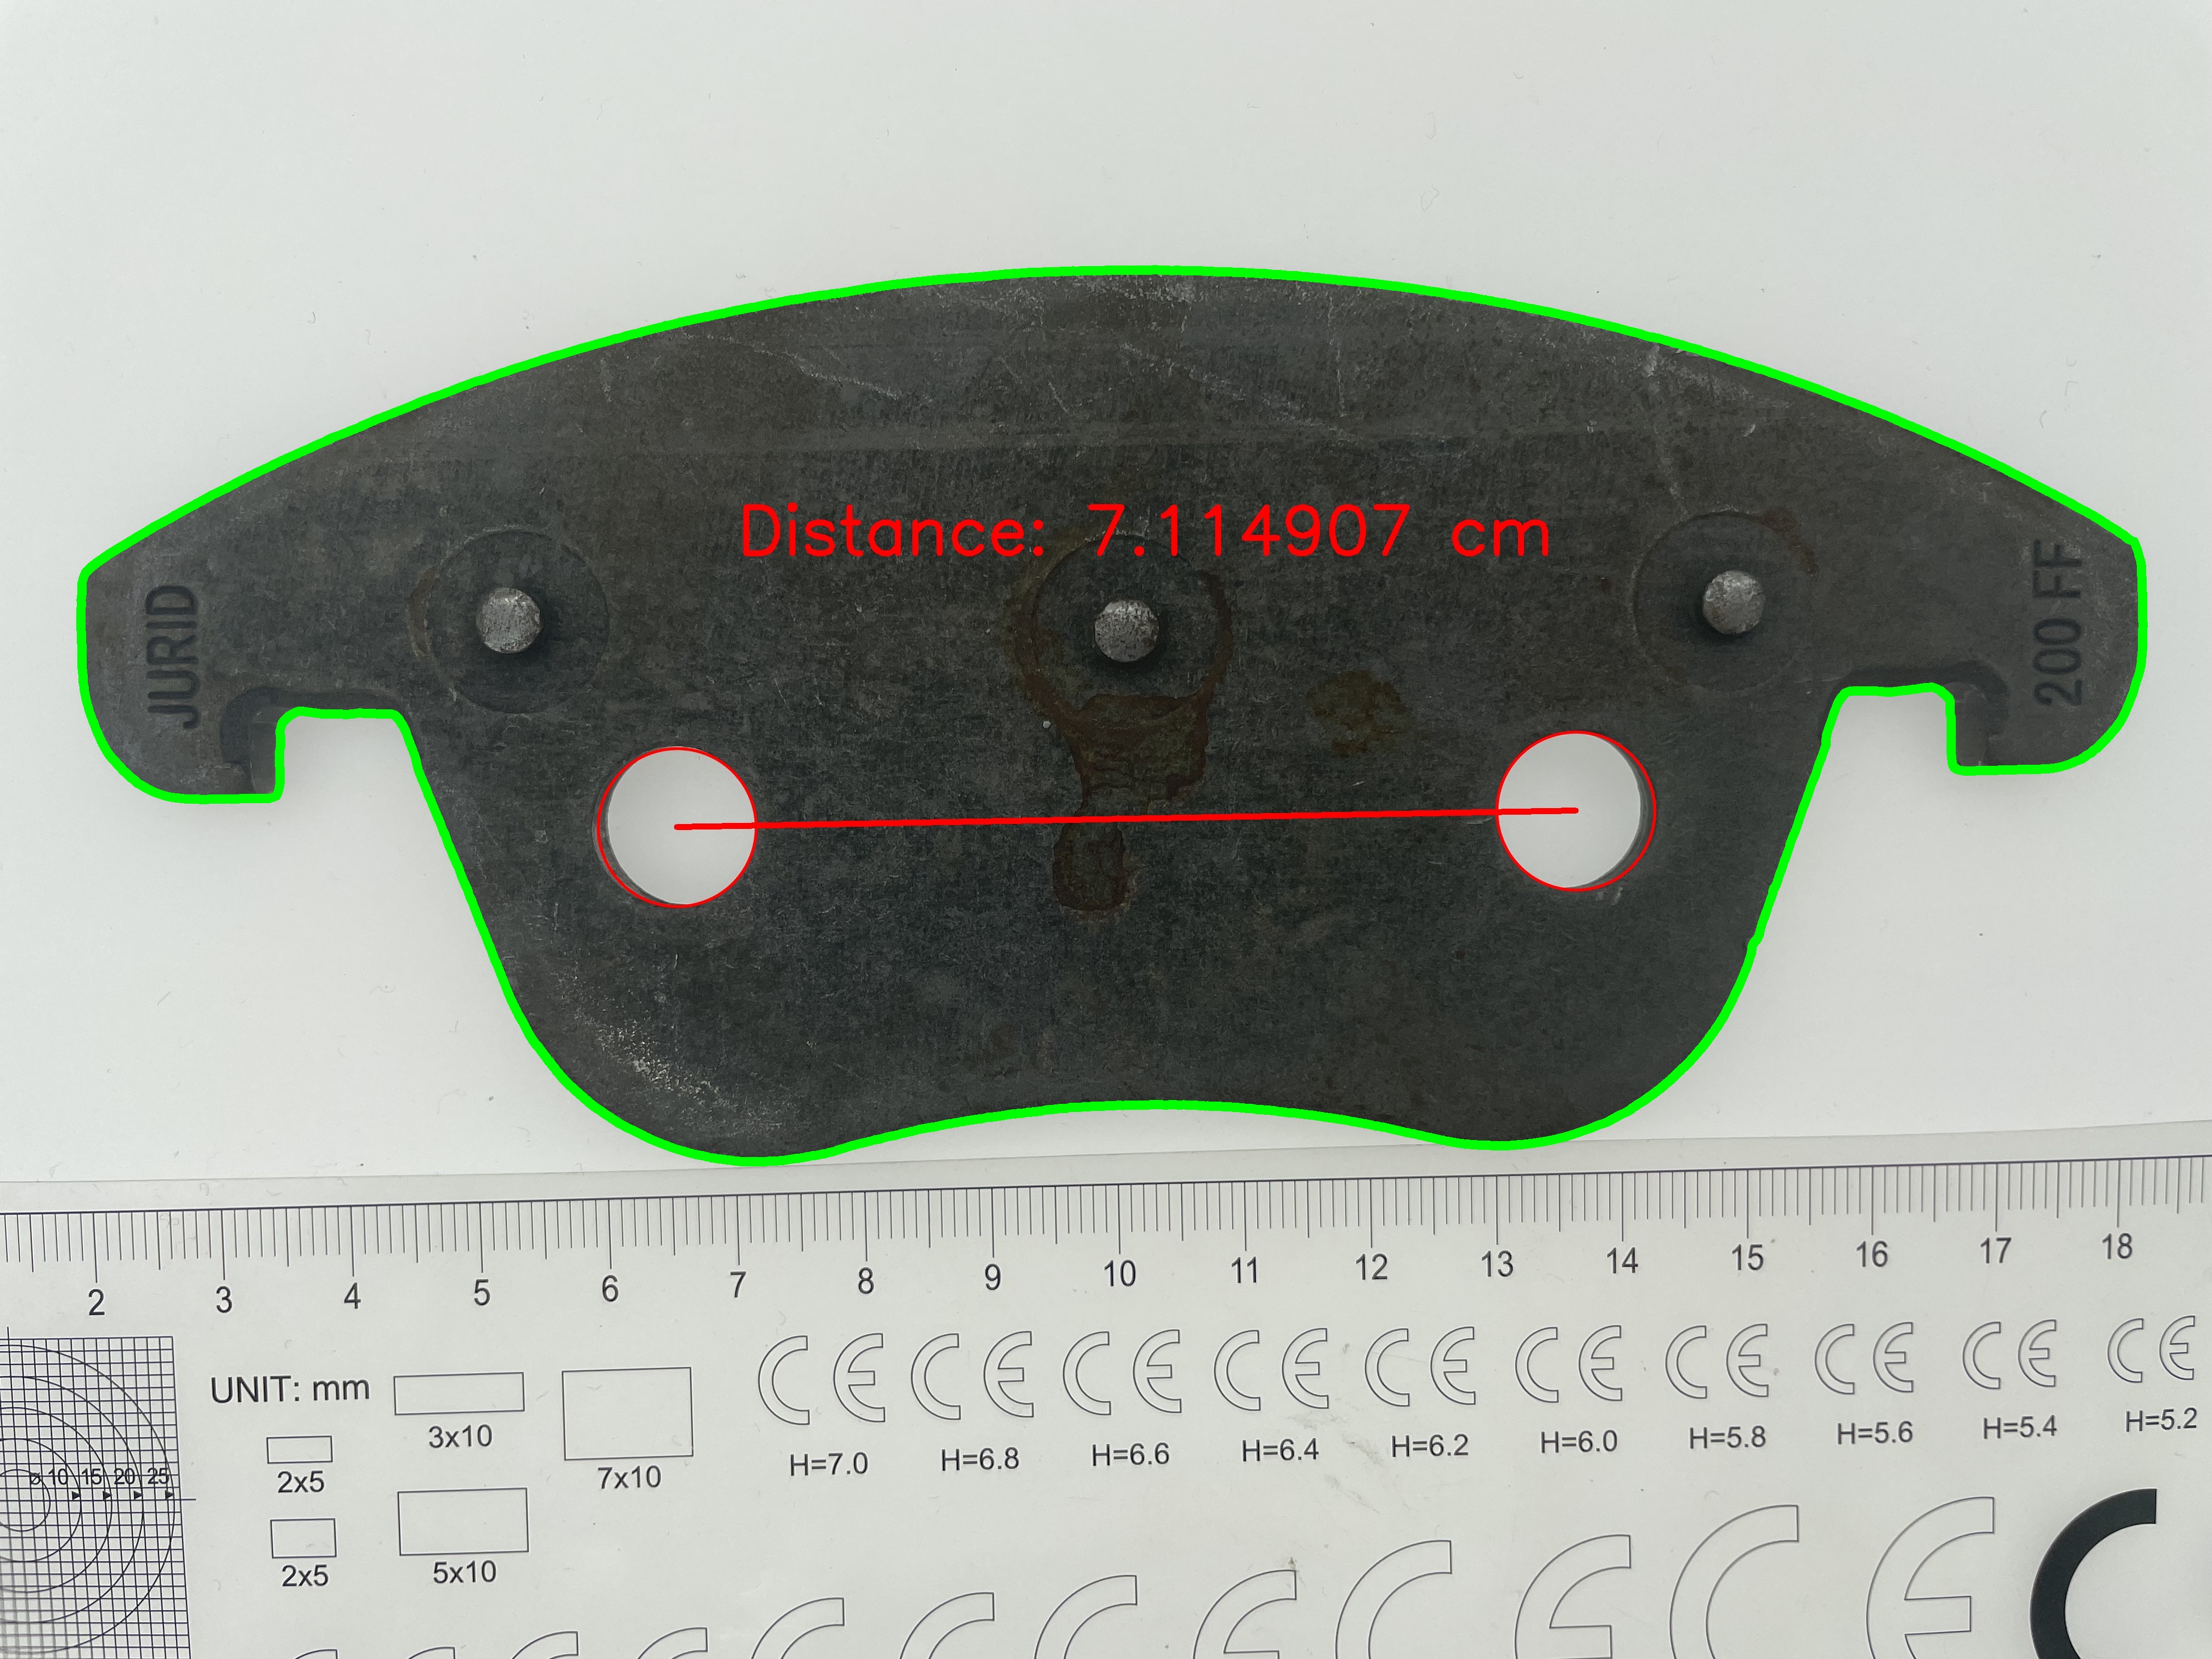 Distance: 7.114907 cm
JURID
200 FF
2 3 4 5 6 7 8 9 10 11 12 13 14 15 16 17 18
UNIT: mm
3x10
7x10
2x5
ø 10 15 20 25
2x5
5x10
CE CE CE CE CE CE CE CE CE CE
H=7.0 H=6.8 H=6.6 H=6.4 H=6.2 H=6.0 H=5.8 H=5.6 H=5.4 H=5.2